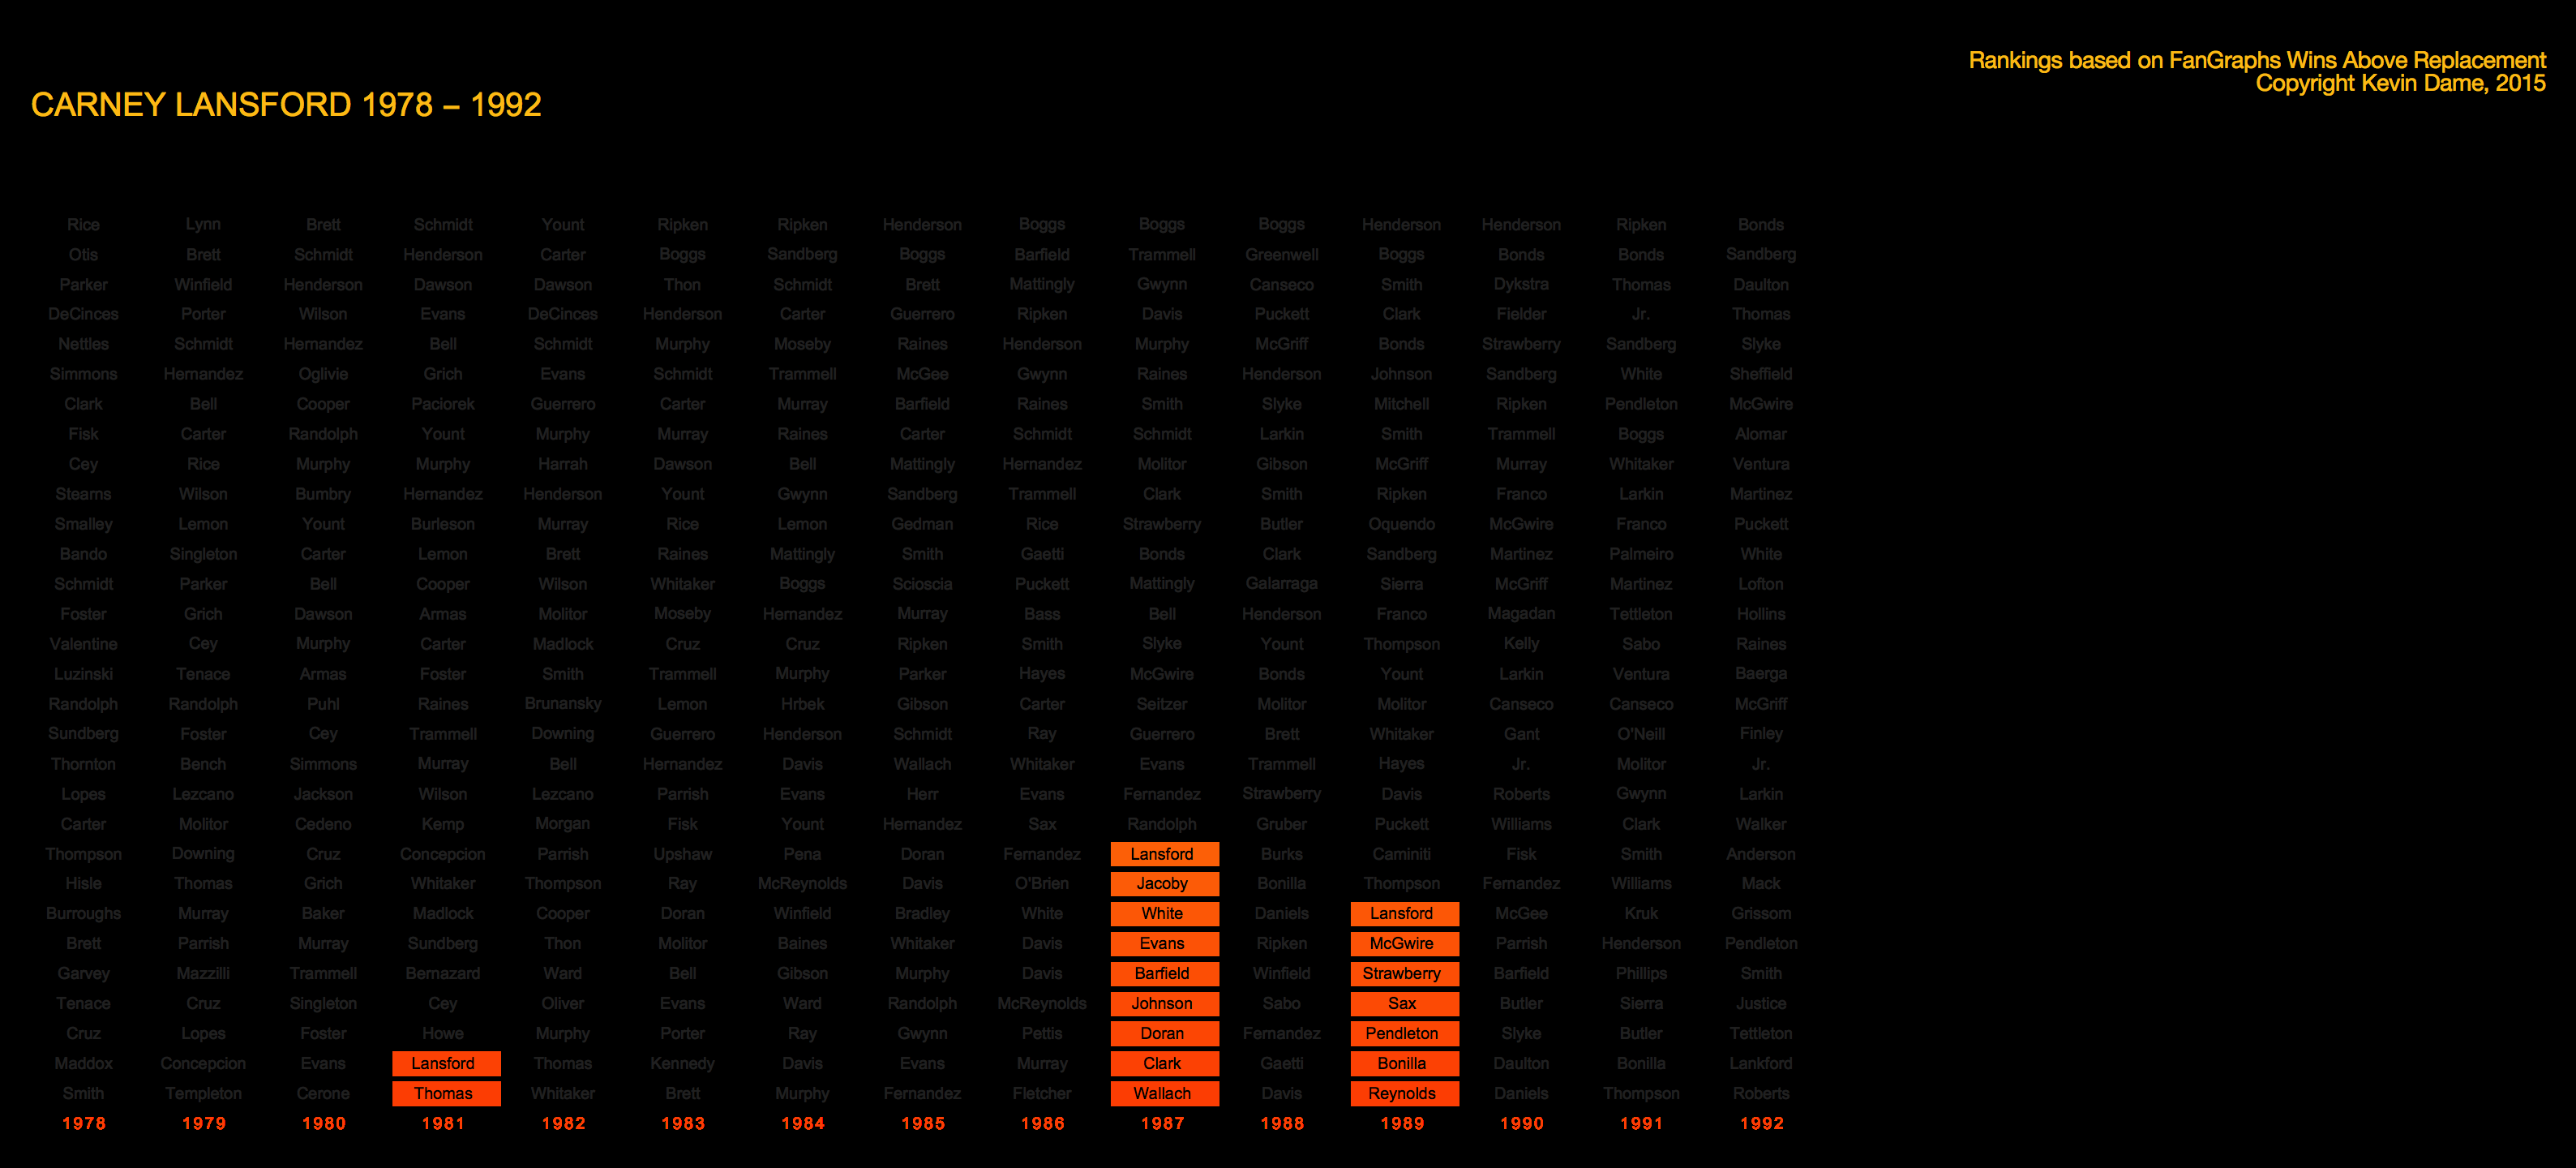 Rankings based on FanGraphs Wins Above Replacement
Copyright Kevin Dame, 2015
CARNEY LANSFORD 1978 – 1992
Rice Lynn Brett Schmidt Yount Ripken Ripken Henderson Boggs Boggs Boggs Henderson Henderson Ripken Bonds
Otis Brett Schmidt Henderson Carter Boggs Sandberg Boggs Barfield Trammell Greenwell Boggs Bonds Bonds Sandberg
Parker Winfield Henderson Dawson Dawson Thon Schmidt Brett Mattingly Gwynn Canseco Smith Dykstra Thomas Daulton
DeCinces Porter Wilson Evans DeCinces Henderson Carter Guerrero Ripken Davis Puckett Clark Fielder Jr. Thomas
Nettles Schmidt Hernandez Bell Schmidt Murphy Moseby Raines Henderson Murphy McGriff Bonds Strawberry Sandberg Slyke
Simmons Hernandez Oglivie Grich Evans Schmidt Trammell McGee Gwynn Raines Henderson Johnson Sandberg White Sheffield
Clark Bell Cooper Paciorek Guerrero Carter Murray Barfield Raines Smith Slyke Mitchell Ripken Pendleton McGwire
Fisk Carter Randolph Yount Murphy Murray Raines Carter Schmidt Schmidt Larkin Smith Trammell Boggs Alomar
Cey Rice Murphy Murphy Harrah Dawson Bell Mattingly Hernandez Molitor Gibson McGriff Murray Whitaker Ventura
Stearns Wilson Bumbry Hernandez Henderson Yount Gwynn Sandberg Trammell Clark Smith Ripken Franco Larkin Martinez
Smalley Lemon Yount Burleson Murray Rice Lemon Gedman Rice Strawberry Butler Oquendo McGwire Franco Puckett
Bando Singleton Carter Lemon Brett Raines Mattingly Smith Gaetti Bonds Clark Sandberg Martinez Palmeiro White
Schmidt Parker Bell Cooper Wilson Whitaker Boggs Scioscia Puckett Mattingly Galarraga Sierra McGriff Martinez Lofton
Foster Grich Dawson Armas Molitor Moseby Hernandez Murray Bass Bell Henderson Franco Magadan Tettleton Hollins
Valentine Cey Murphy Carter Madlock Cruz Cruz Ripken Smith Slyke Yount Thompson Kelly Sabo Raines
Luzinski Tenace Armas Foster Smith Trammell Murphy Parker Hayes McGwire Bonds Yount Larkin Ventura Baerga
Randolph Randolph Puhl Raines Brunansky Lemon Hrbek Gibson Carter Seitzer Molitor Molitor Canseco Canseco McGriff
Sundberg Foster Cey Trammell Downing Guerrero Henderson Schmidt Ray Guerrero Brett Whitaker Gant O'Neill Finley
Thornton Bench Simmons Murray Bell Hernandez Davis Wallach Whitaker Evans Trammell Hayes Jr. Molitor Jr.
Lopes Lezcano Jackson Wilson Lezcano Parrish Evans Herr Evans Fernandez Strawberry Davis Roberts Gwynn Larkin
Carter Molitor Cedeno Kemp Morgan Fisk Yount Hernandez Sax Randolph Gruber Puckett Williams Clark Walker
Thompson Downing Cruz Concepcion Parrish Upshaw Pena Doran Fernandez Lansford Burks Caminiti Fisk Smith Anderson
Hisle Thomas Grich Whitaker Thompson Ray McReynolds Davis O'Brien Jacoby Bonilla Thompson Fernandez Williams Mack
Burroughs Murray Baker Madlock Cooper Doran Winfield Bradley White White Daniels Lansford McGee Kruk Grissom
Brett Parrish Murray Sundberg Thon Molitor Baines Whitaker Davis Evans Ripken McGwire Parrish Henderson Pendleton
Garvey Mazzilli Trammell Bernazard Ward Bell Gibson Murphy Davis Barfield Winfield Strawberry Barfield Phillips Smith
Tenace Cruz Singleton Cey Oliver Evans Ward Randolph McReynolds Johnson Sabo Sax Butler Sierra Justice
Cruz Lopes Foster Howe Murphy Porter Ray Gwynn Pettis Doran Fernandez Pendleton Slyke Butler Tettleton
Maddox Concepcion Evans Lansford Thomas Kennedy Davis Evans Murray Clark Gaetti Bonilla Daulton Bonilla Lankford
Smith Templeton Cerone Thomas Whitaker Brett Murphy Fernandez Fletcher Wallach Davis Reynolds Daniels Thompson Roberts
1978 1979 1980 1981 1982 1983 1984 1985 1986 1987 1988 1989 1990 1991 1992